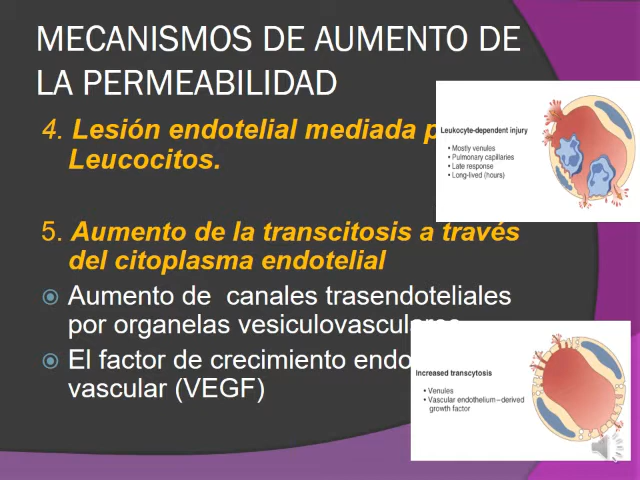 MECANISMOS DE AUMENTO DE
LA PERMEABILIDAD
4. Lesión endotelial mediada
Leucocitos.
Leukocyte-dependent injury
• Mostly venules
• Pulmonary capillaries
• Late response
• Long-lived (hours)
5. Aumento de la transcitosis a través
del citoplasma endotelial
Aumento de canales trasendoteliales
por organelas vesiculovasculares
El factor de crecimiento
vascular (VEGF)
Increased transcytosis
• Venules
• Vascular endothelium–derived
growth factor